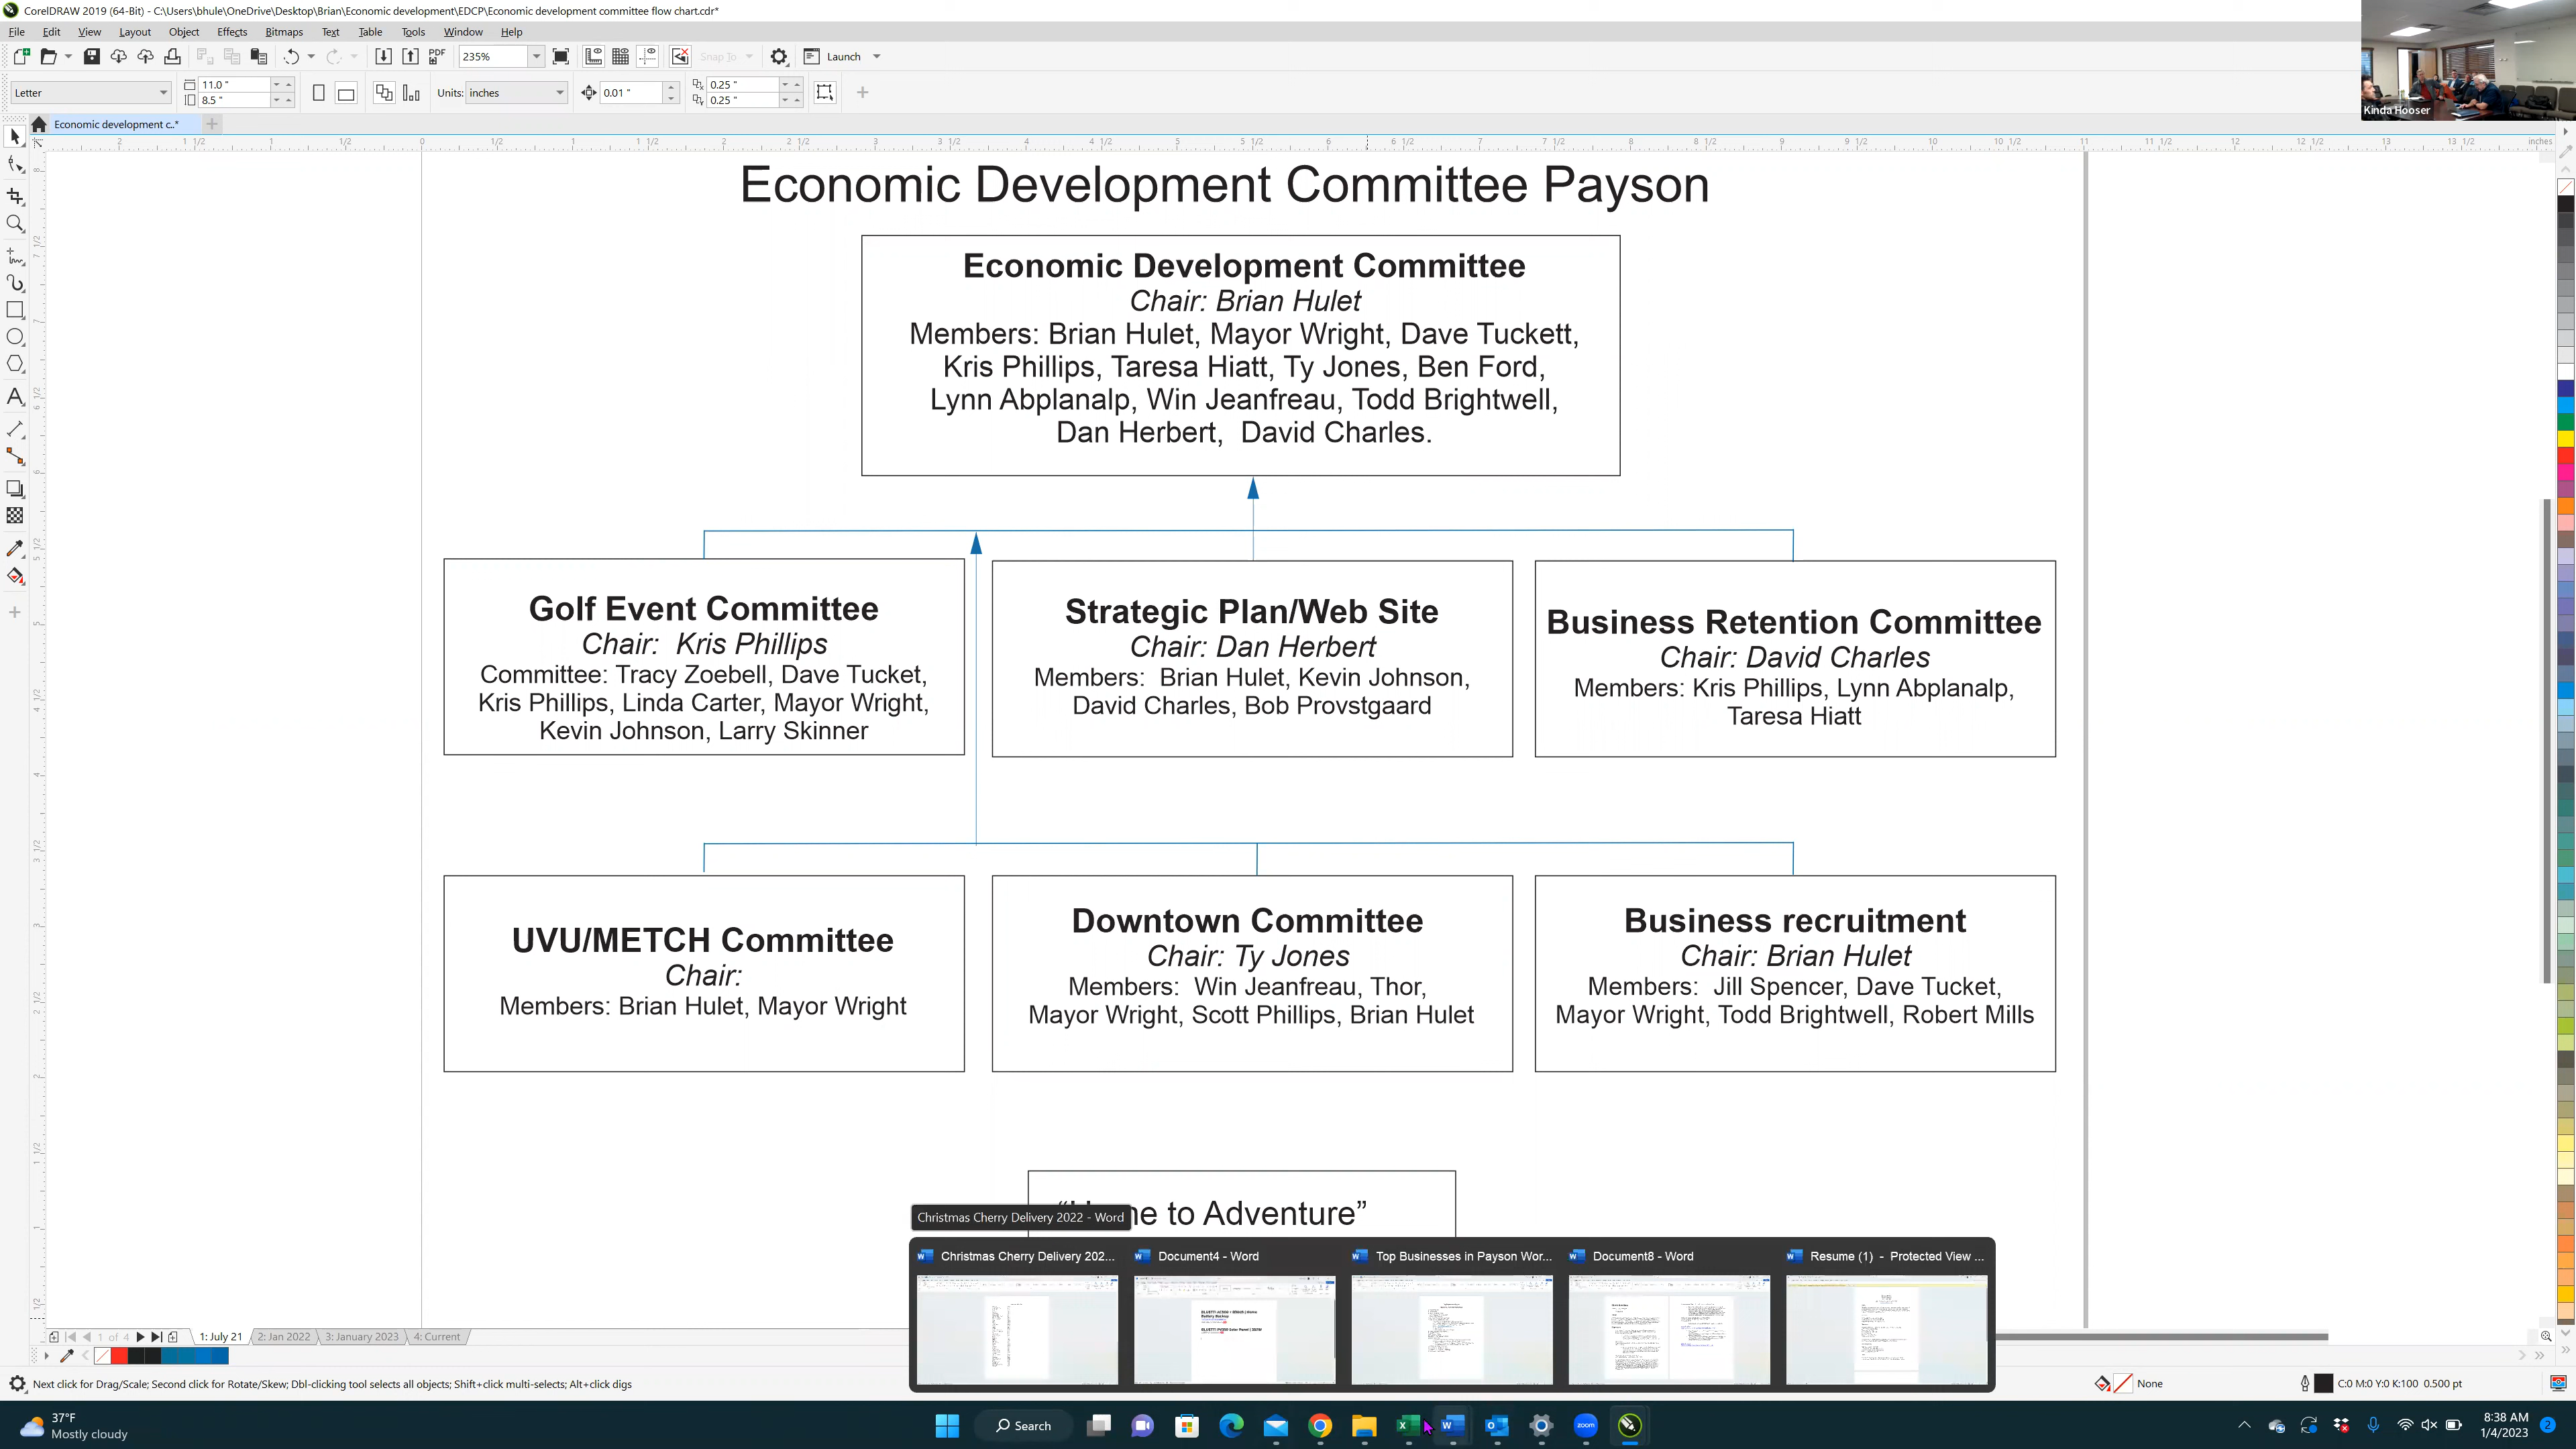 CorelDRAW 2019 (64-Bit) - C:\Users\bhule\OneDrive\Desktop\Brian\Economic development\EDCP\Economic development committee flow chart.cdr*
File Edit View Layout Object Effects Bitmaps Text Table Tools Window Help
PDF 235% Snap To Launch
Letter 11.0 " 8.5 " Units: inches 0.01 " 0.25 " 0.25 "
Kinda Hooser
Economic development c..*
inches
Economic Development Committee Payson
Economic Development Committee
Chair: Brian Hulet
Members: Brian Hulet, Mayor Wright, Dave Tuckett,
Kris Phillips, Taresa Hiatt, Ty Jones, Ben Ford,
Lynn Abplanalp, Win Jeanfreau, Todd Brightwell,
Dan Herbert, David Charles.
Golf Event Committee
Chair: Kris Phillips
Committee: Tracy Zoebell, Dave Tucket,
Kris Phillips, Linda Carter, Mayor Wright,
Kevin Johnson, Larry Skinner
Strategic Plan/Web Site
Chair: Dan Herbert
Members: Brian Hulet, Kevin Johnson,
David Charles, Bob Provstgaard
Business Retention Committee
Chair: David Charles
Members: Kris Phillips, Lynn Abplanalp,
Taresa Hiatt
UVU/METCH Committee
Chair:
Members: Brian Hulet, Mayor Wright
Downtown Committee
Chair: Ty Jones
Members: Win Jeanfreau, Thor,
Mayor Wright, Scott Phillips, Brian Hulet
Business recruitment
Chair: Brian Hulet
Members: Jill Spencer, Dave Tucket,
Mayor Wright, Todd Brightwell, Robert Mills
to Adventure”
Christmas Cherry Delivery 2022 - Word
Christmas Cherry Delivery 202... Document4 - Word Top Businesses in Payson Wor... Document8 - Word Resume (1) - Protected View ...
1 of 4 1: July 21 2: Jan 2022 3: January 2023 4: Current
Next click for Drag/Scale; Second click for Rotate/Skew; Dbl-clicking tool selects all objects; Shift+click multi-selects; Alt+click digs
None C:0 M:0 Y:0 K:100 0.500 pt
37°F
Mostly cloudy
Search
zoom
8:38 AM
1/4/2023
2